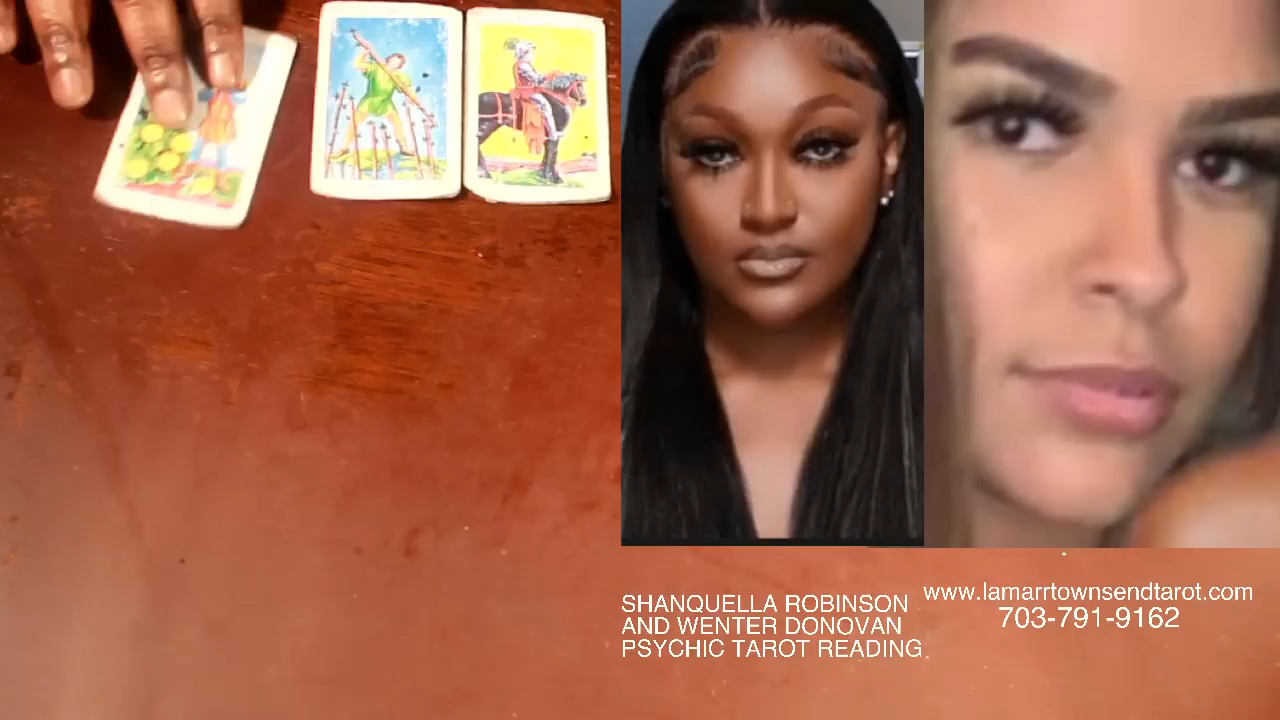 SHANQUELLA ROBINSON
AND WENTER DONOVAN
PSYCHIC TAROT READING
www.lamarrtownsendtarot.com
703-791-9162